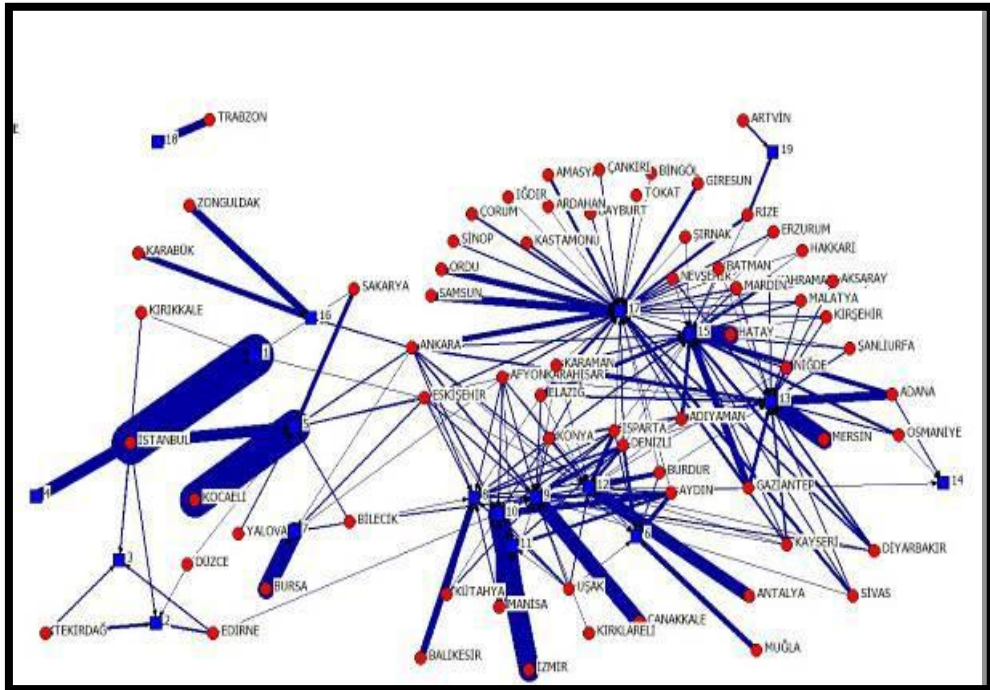 TRABZON
18
ARTVİN
19
AMASYA
ÇANKIRI
BİNGÖL
GİRESUN
IĞDIR
ARDAHAN
TOKAT
ZONGULDAK
ÇORUM
BAYBURT
RİZE
SİNOP
KASTAMONU
ŞIRNAK
ERZURUM
KARABÜK
HAKKARİ
ORDU
NEVŞEHİR
BATMAN
SAKARYA
MARDİN
AHRAMA
AKSARAY
SAMSUN
MALATYA
KIRIKKALE
16
17
KIRŞEHİR
15
HATAY
ANKARA
1
ŞANLIURFA
KARAMAN
NİĞDE
AFYONKARAHİSAR
ESKİŞEHİR
ELAZIĞ
13
ADANA
ADIYAMAN
5
ISPARTA
OSMANİYE
İSTANBUL
KONYA
DENİZLİ
MERSİN
BURDUR
4
KOCAELİ
8
9
12
AYDIN
GAZİANTEP
14
10
BİLECİK
YALOVA
7
6
11
KAYSERİ
DİYARBAKIR
3
DÜZCE
BURSA
KÜTAHYA
UŞAK
ANTALYA
SİVAS
MANİSA
2
ÇANAKKALE
TEKİRDAĞ
EDİRNE
KIRKLARELİ
MUĞLA
BALIKESİR
İZMİR